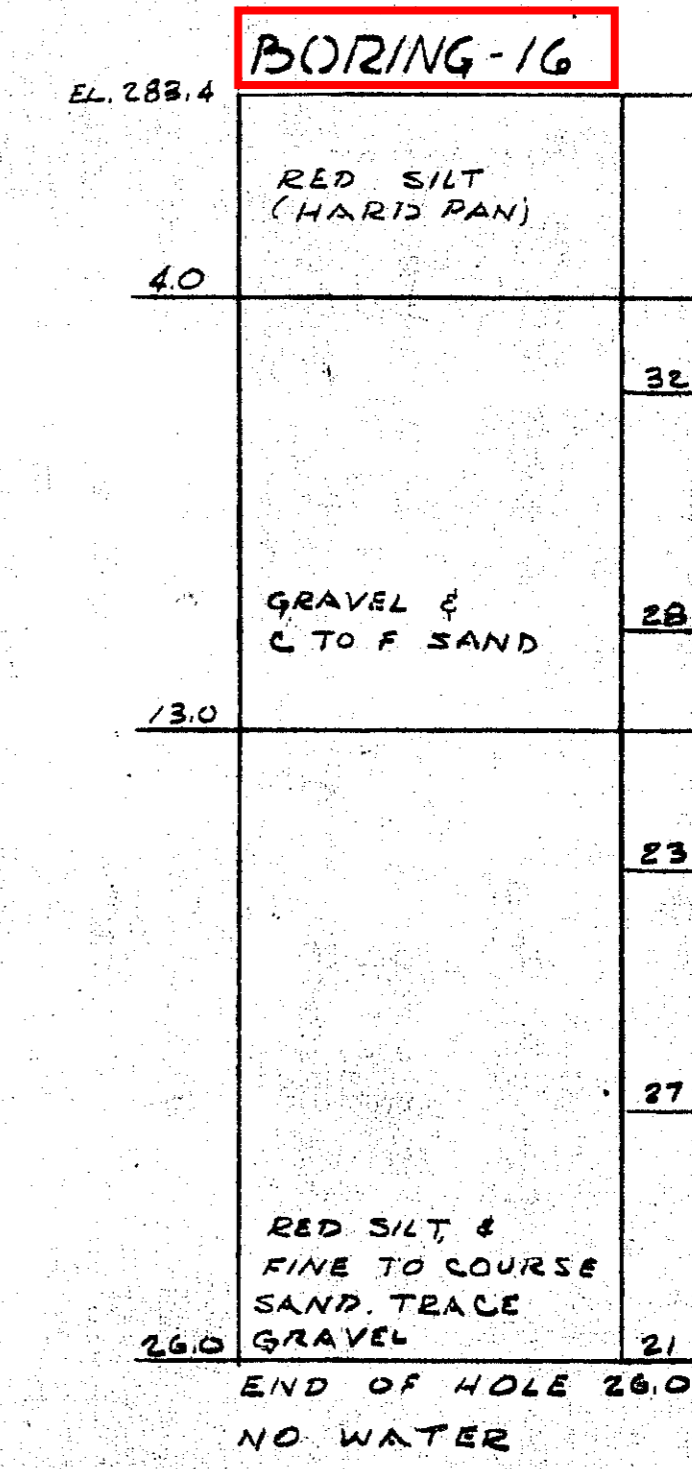 BORING-16
EL. 283.4
RED SILT
(HARD PAN)
4.0
32
GRAVEL &
C TO F SAND
28
13.0
23
27
RED SILT, &
FINE TO COURSE
SAND. TRACE
26.0 GRAVEL 21
END OF HOLE 26.0
NO WATER